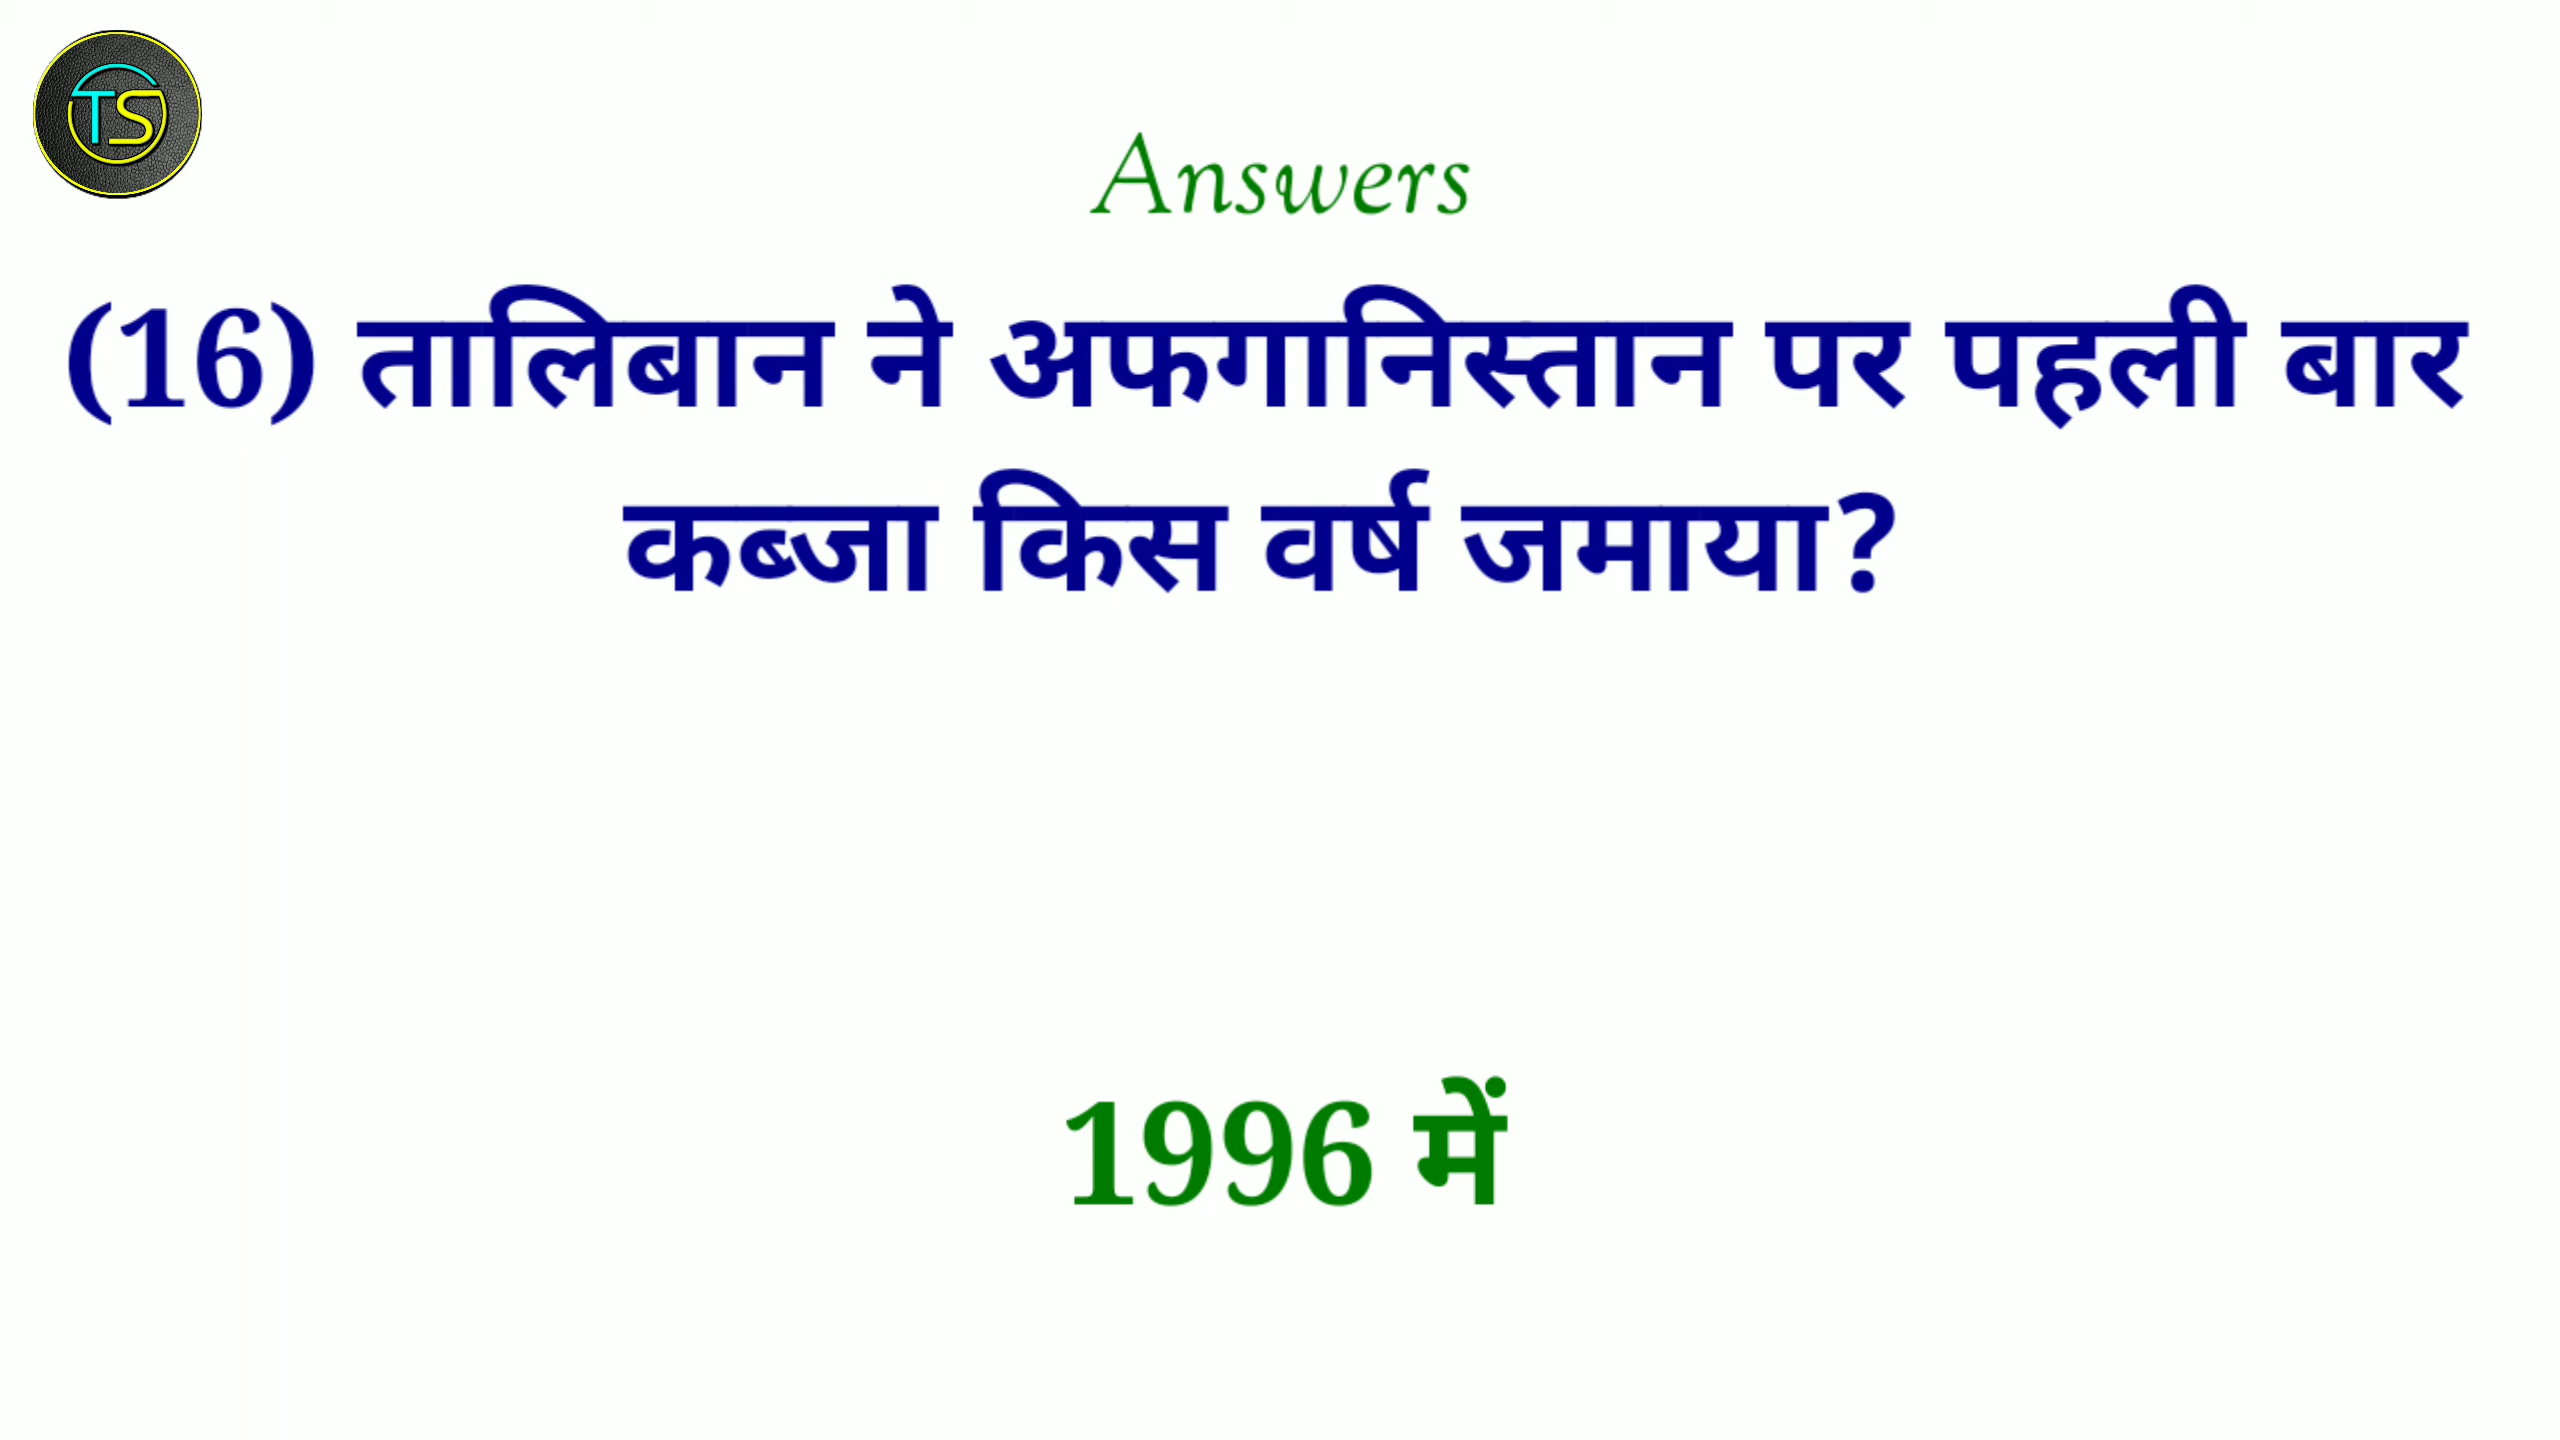 TS
Answers
(16) तालिबान ने अफगानिस्तान पर पहली बार
कब्जा किस वर्ष जमाया?
1996 में